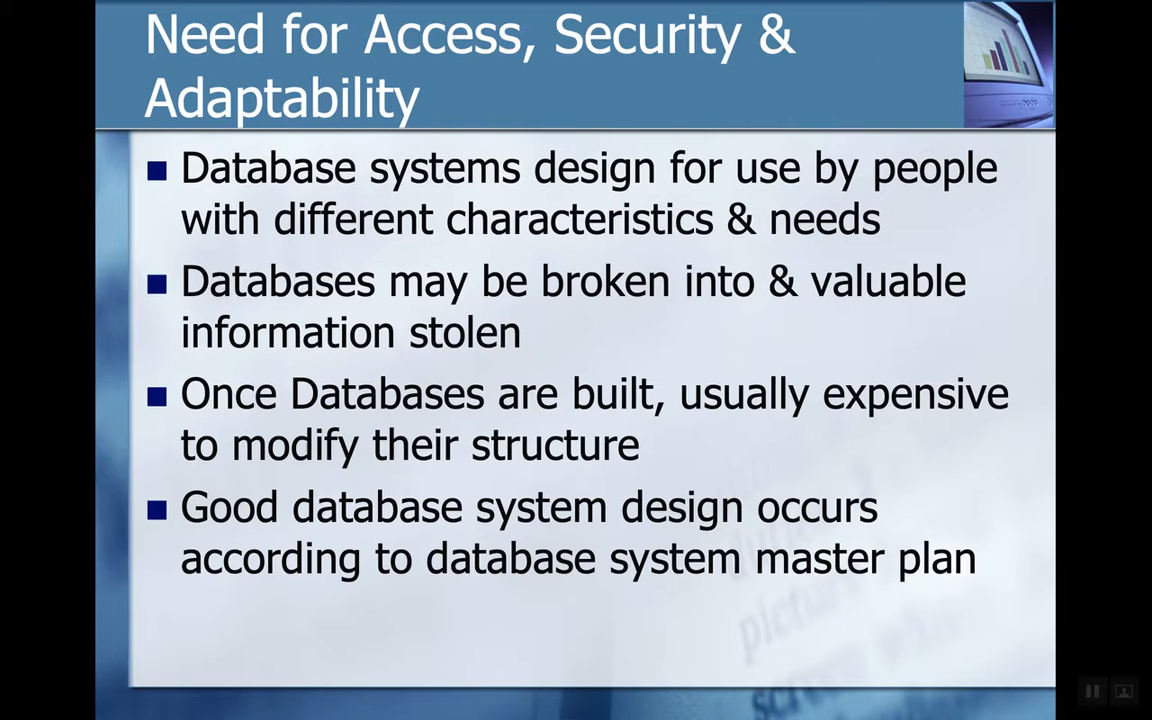 Need for Access, Security &
Adaptability
Database systems design for use by people
with different characteristics & needs
Databases may be broken into & valuable
information stolen
Once Databases are built, usually expensive
to modify their structure
Good database system design occurs
according to database system master plan
picture
screen